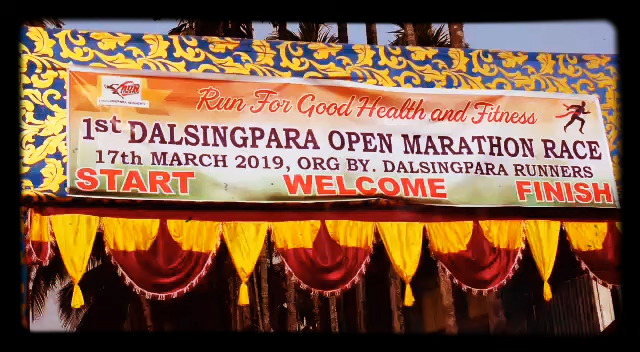 Run For Good Health and Fitness
1st DALSINGPARA OPEN MARATHON RACE
17th MARCH 2019, ORG BY. DALSINGPARA RUNNERS
START WELCOME FINISH